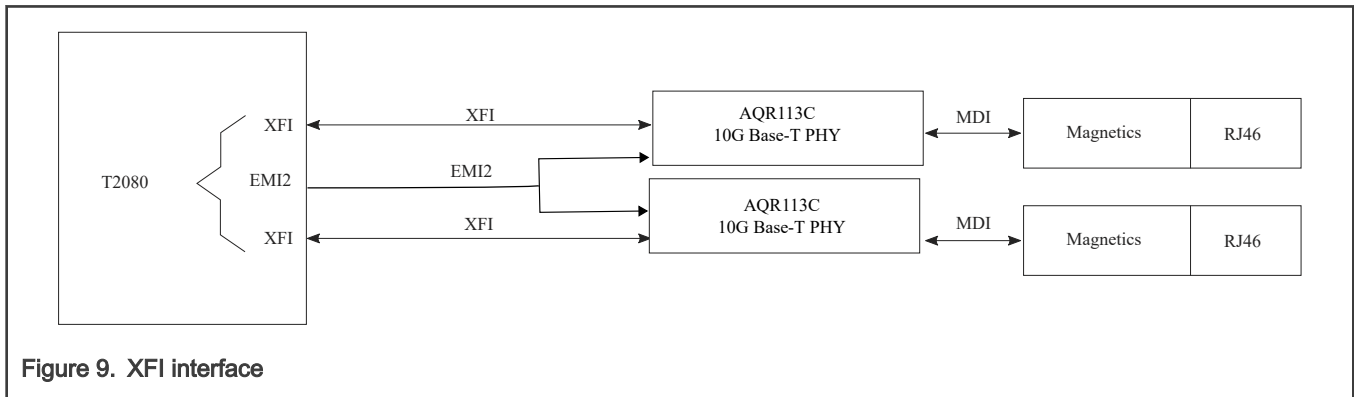 XFI
XFI
AQR113C
10G Base-T PHY
MDI
Magnetics
RJ46
T2080
EMI2
EMI2
XFI
XFI
AQR113C
10G Base-T PHY
MDI
Magnetics
RJ46
Figure 9. XFI interface